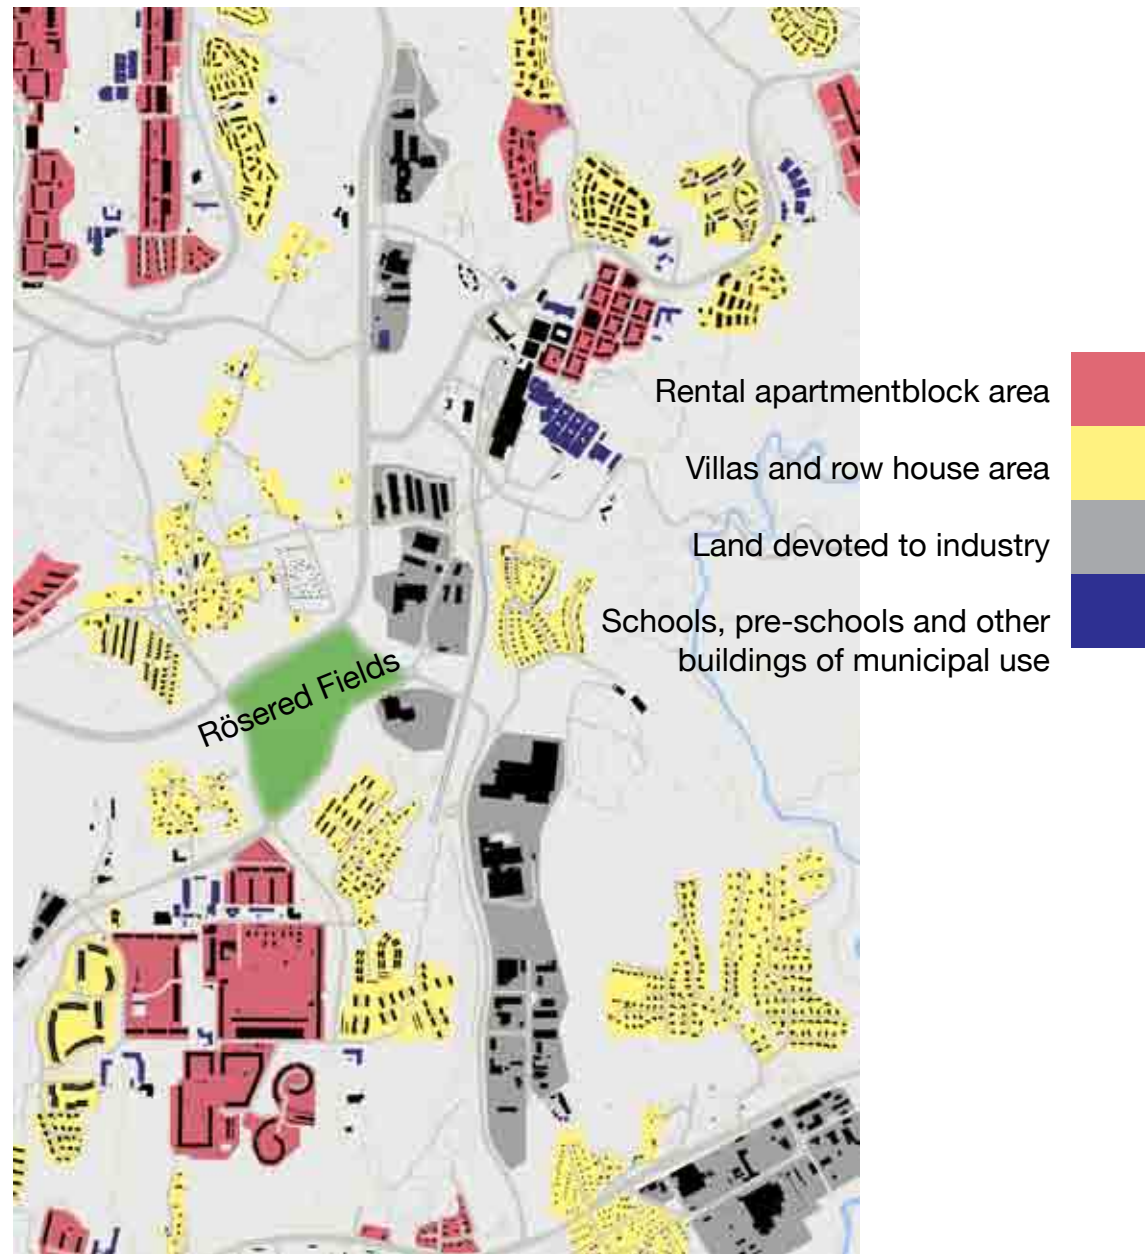 Rental apartmentblock area
Villas and row house area
Land devoted to industry
Schools, pre-schools and other
buildings of municipal use
Rösered Fields